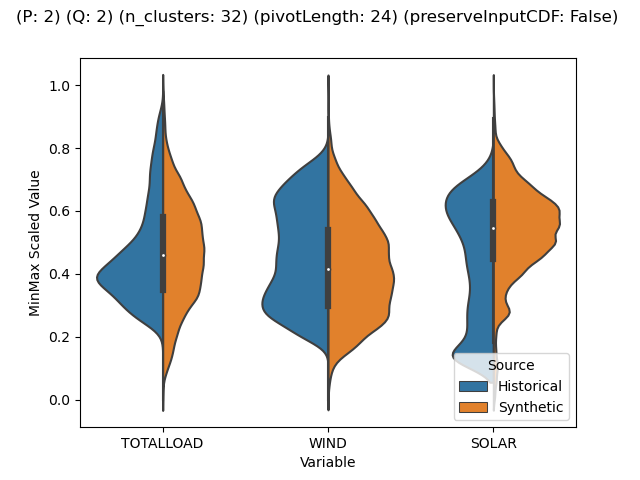 (P: 2) (Q: 2) (n_clusters: 32) (pivotLength: 24) (preserveInputCDF: False)
1.0
0.8
0.6
0.4
0.2
0.0
MinMax Scaled Value
Source
Historical
Synthetic
TOTALLOAD WIND SOLAR
Variable